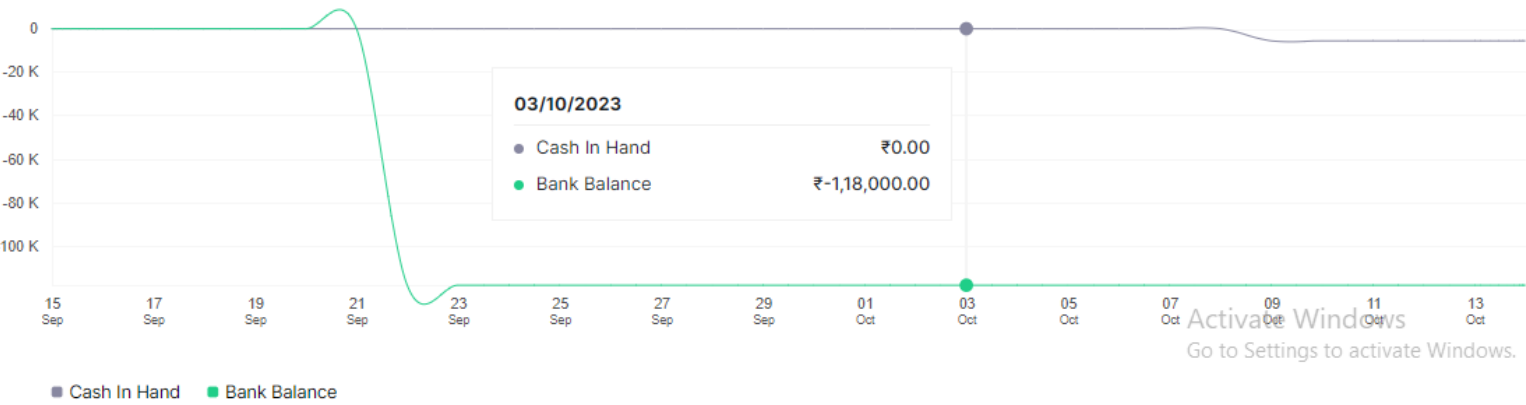 0
-20 K
-40 K
-60 K
-80 K
100 K
03/10/2023
Cash In Hand ₹0.00
Bank Balance ₹-1,18,000.00
15 17 19 21 23 25 27 29 01 03 05 07 09 11 13
Sep Sep Sep Sep Sep Sep Sep Sep Oct Oct Oct Oct Oct Oct Oct
Activate Windows
Go to Settings to activate Windows.
Cash In Hand Bank Balance